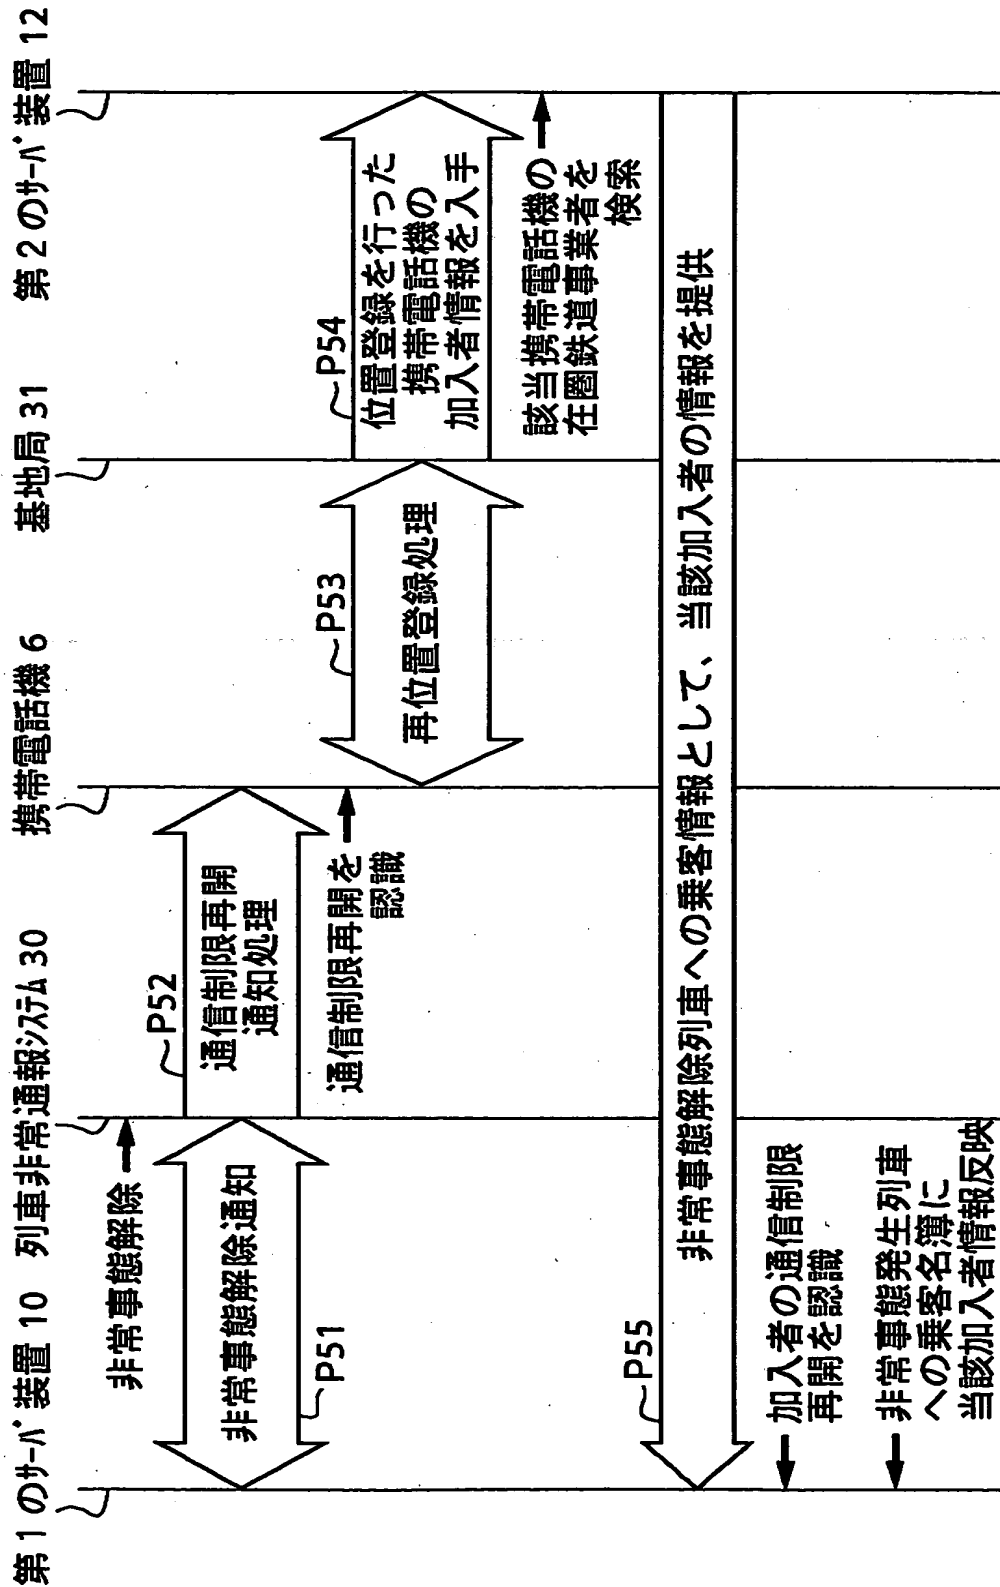 第1のサーバ装置 10
列車非常通報システム 30
携帯電話機 6
基地局 31
第2のサーバ装置 12
非常事態解除
非常事態解除通知
P51
P52
通信制限再開
通知処理
通信制限再開を
認識
P53
再位置登録処理
P54
位置登録を行った
携帯電話機の
加入者情報を入手
該当携帯電話機の
在圏鉄道事業者を
検索
P55
非常事態解除列車への乗客情報として、当該加入者の情報を提供
加入者の通信制限
再開を認識
非常事態発生列車
への乗客名簿に
当該加入者情報反映